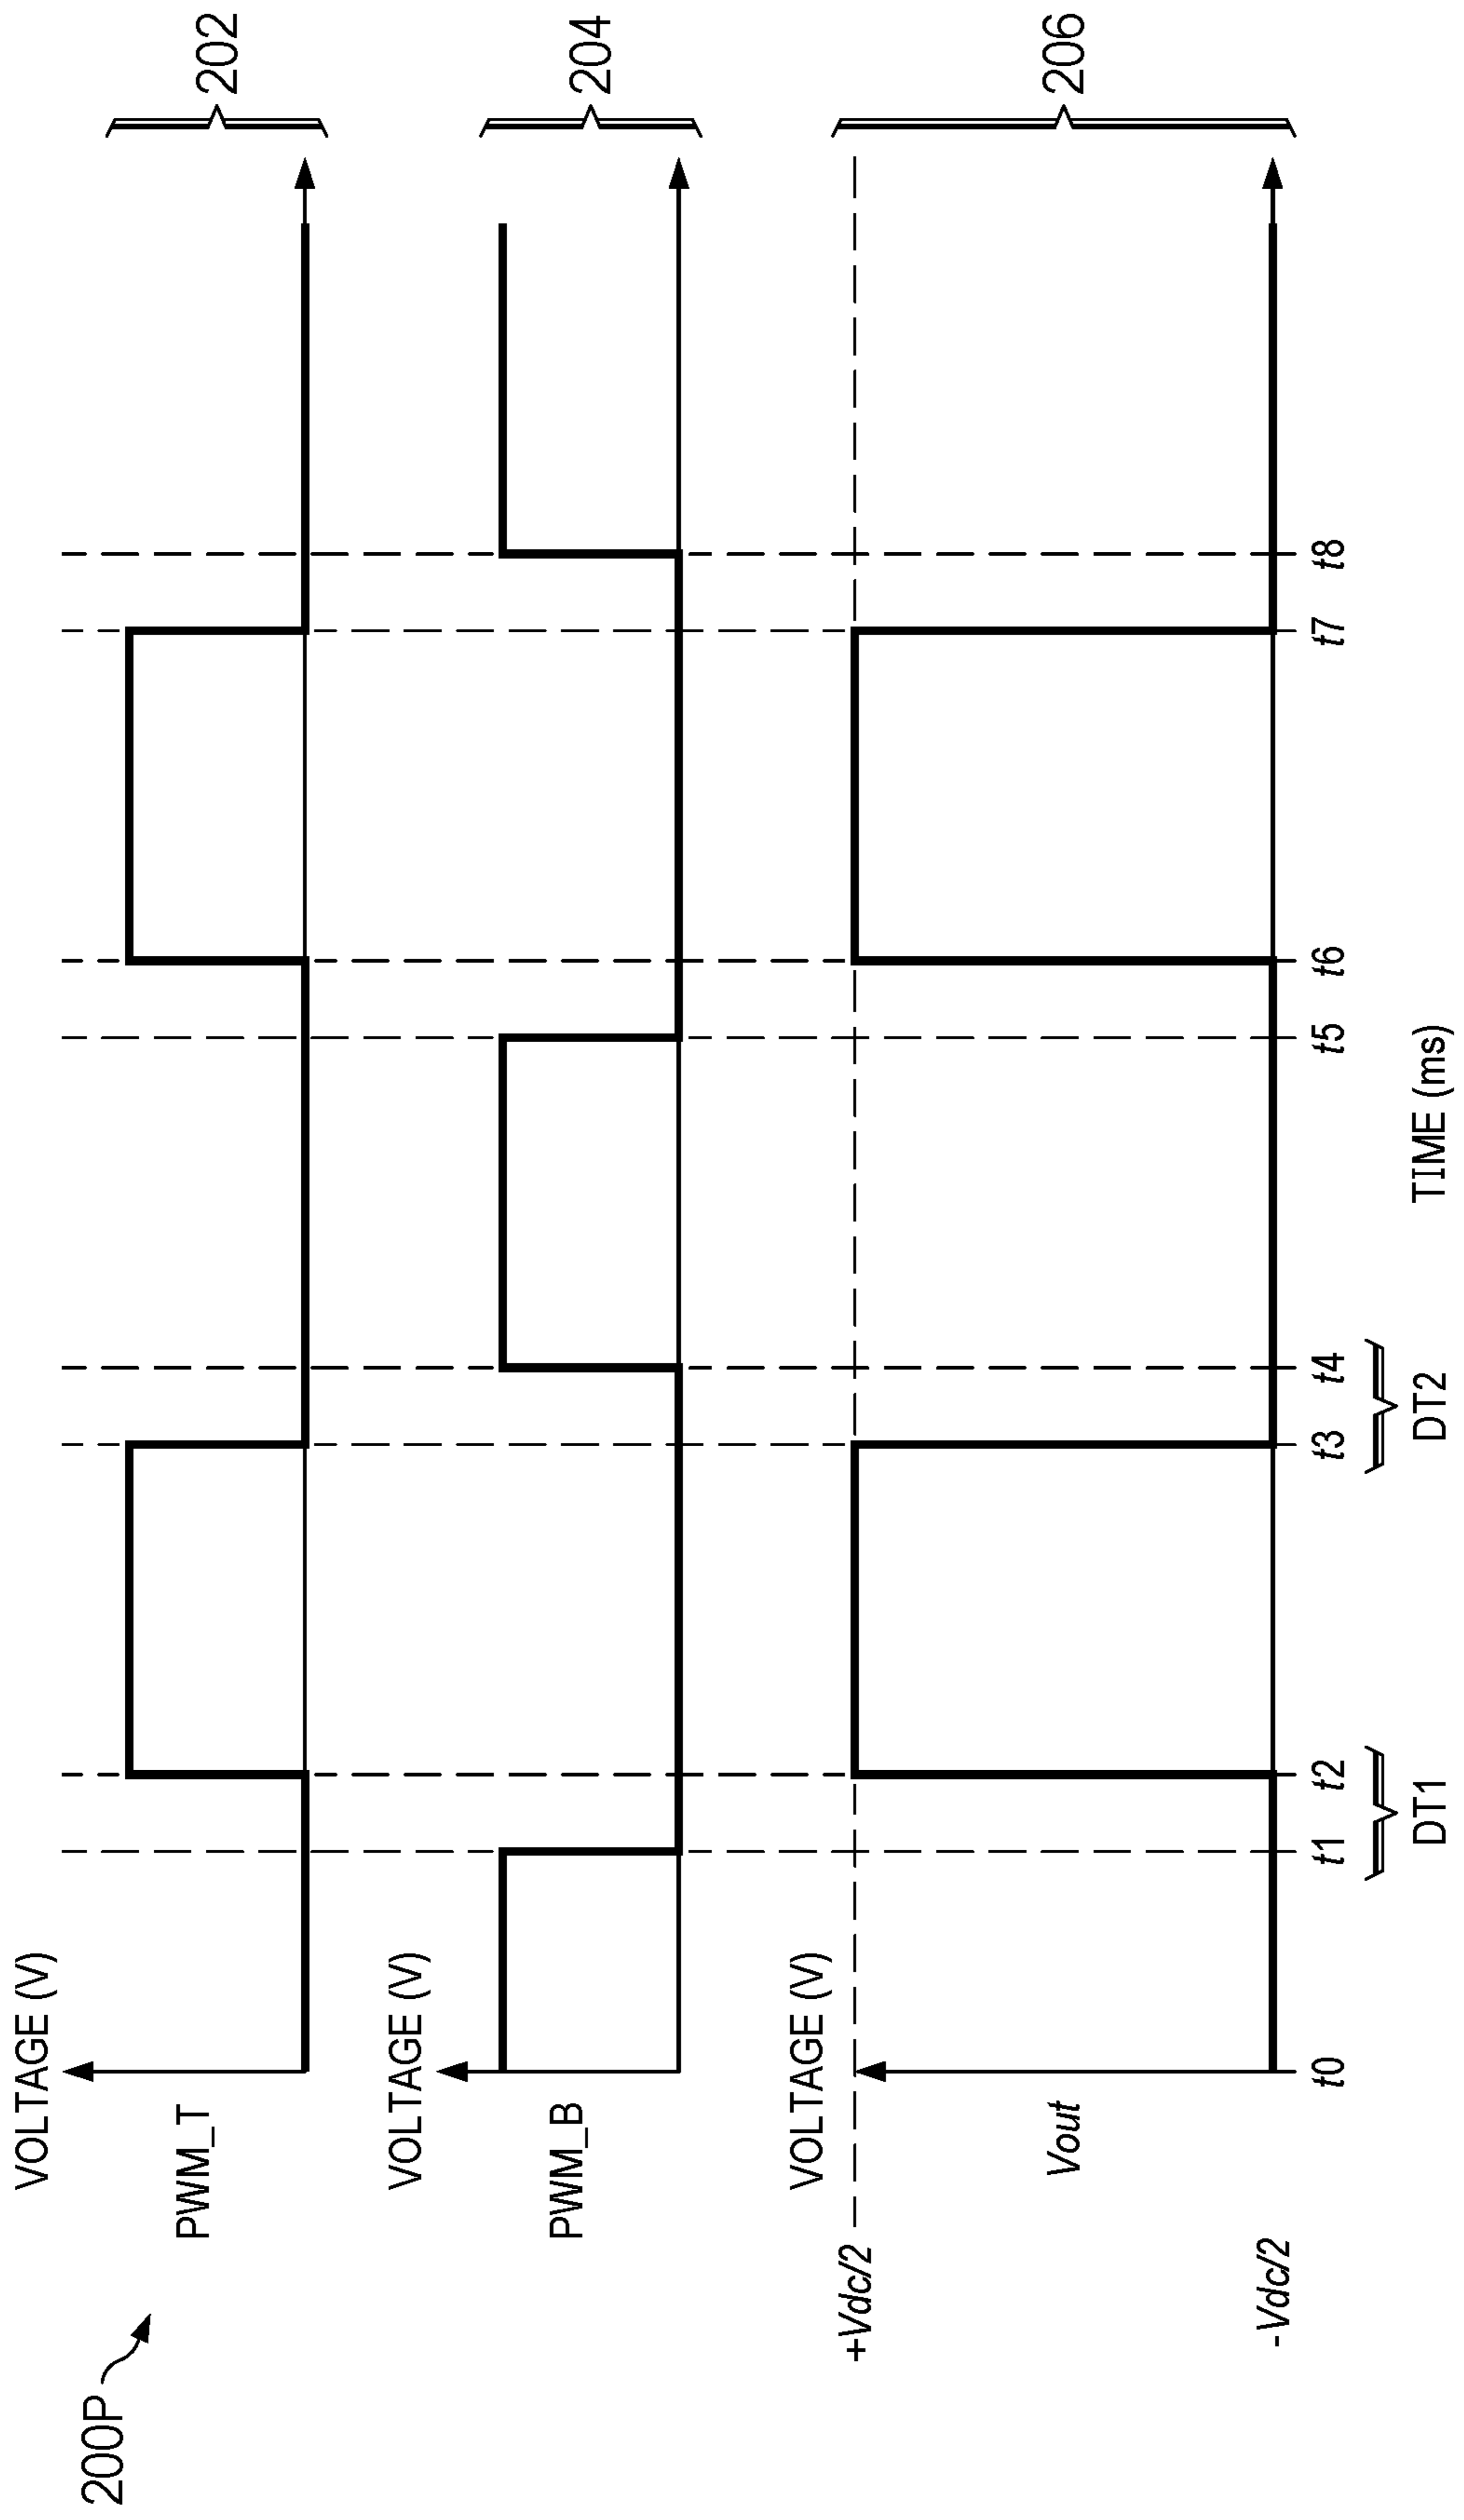 200P
VOLTAGE (V)
PWM_T
202
VOLTAGE (V)
PWM_B
204
VOLTAGE (V)
+Vdc/2
Vout
206
-Vdc/2
t0 t1 t2 t3 t4 t5 t6 t7 t8
DT1 DT2 TIME (ms)